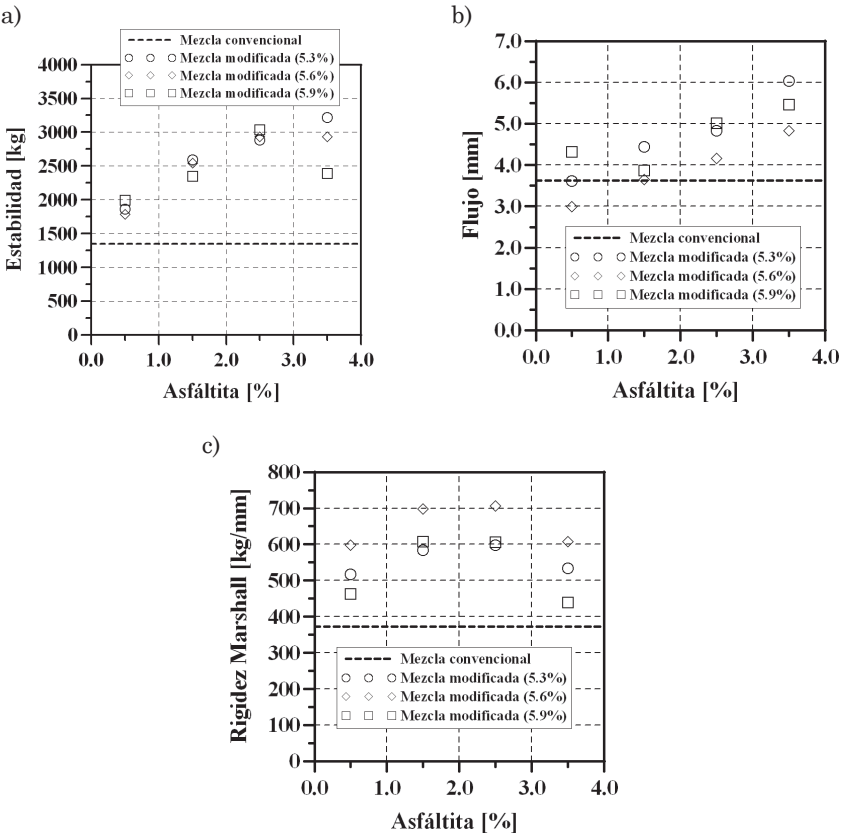 a)
Mezcla convencional
Mezcla modificada (5.3%)
Mezcla modificada (5.6%)
Mezcla modificada (5.9%)
4000
3500
3000
2500
2000
1500
1000
500
0
0.0 1.0 2.0 3.0 4.0
Estabilidad [kg]
Asfáltita [%]
b)
7.0
6.0
5.0
4.0
3.0
2.0
1.0
0.0
0.0 1.0 2.0 3.0 4.0
Flujo [mm]
Mezcla convencional
Mezcla modificada (5.3%)
Mezcla modificada (5.6%)
Mezcla modificada (5.9%)
Asfáltita [%]
c)
800
700
600
500
400
300
200
100
0
0.0 1.0 2.0 3.0 4.0
Rigidez Marshall [kg/mm]
Mezcla convencional
Mezcla modificada (5.3%)
Mezcla modificada (5.6%)
Mezcla modificada (5.9%)
Asfáltita [%]